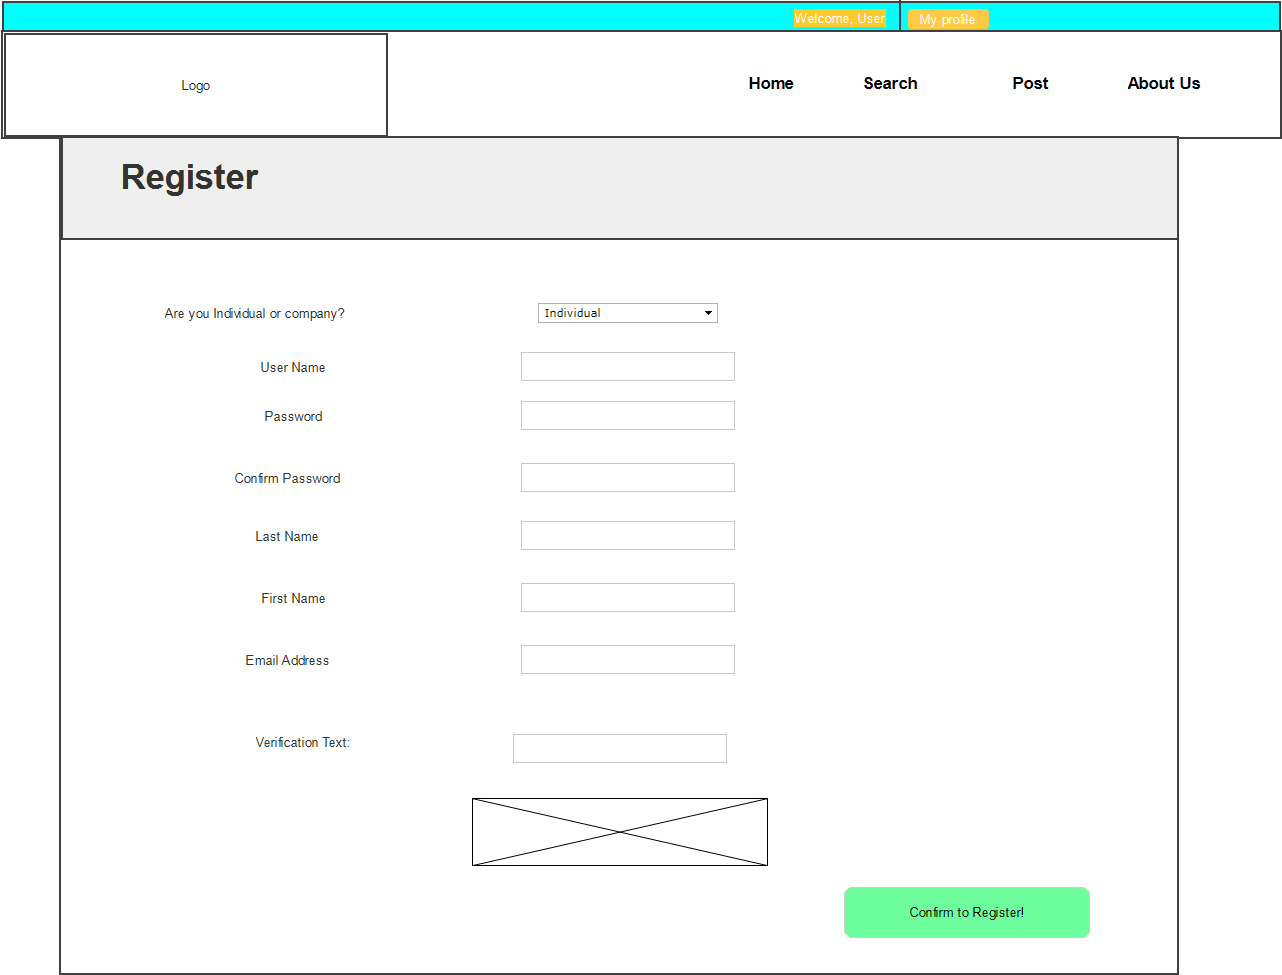 Welcome, User
My profile
Logo
Home
Search
Post
About Us
Register
Are you Individual or company?
Individual
User Name
Password
Confirm Password
Last Name
First Name
Email Address
Verification Text:
Confirm to Register!